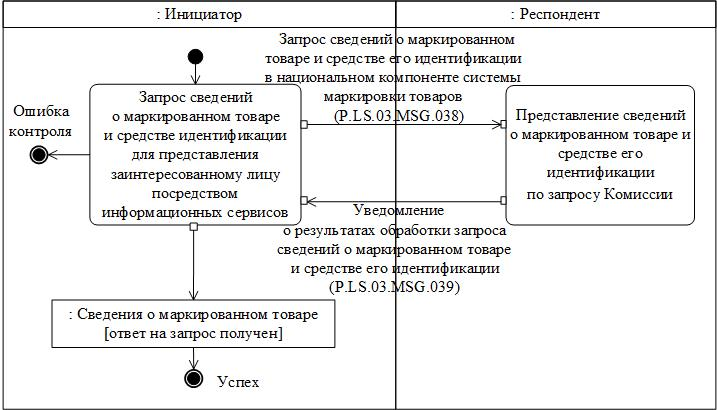 : Инициатор
: Респондент
Запрос сведений о маркированном
товаре и средстве его идентификации
в национальном компоненте системы
маркировки товаров
(P.LS.03.MSG.038)
Ошибка
контроля
Запрос сведений
о маркированном товаре
и средстве идентификации
для представления
заинтересованному лицу
посредством
информационных сервисов
Представление сведений
о маркированном товаре и
средстве его
идентификации
по запросу Комиссии
Уведомление
о результатах обработки запроса
сведений о маркированном товаре
и средстве его идентификации
(P.LS.03.MSG.039)
: Сведения о маркированном товаре
[ответ на запрос получен]
Успех